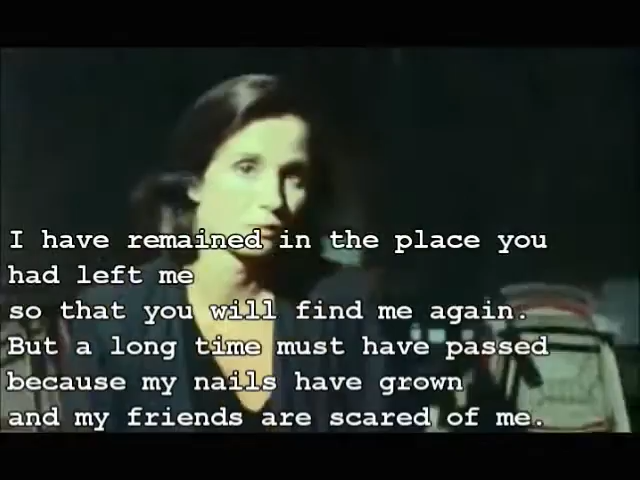 I have remained in the place you
had left me
so that you will find me again.
But a long time must have passed
because my nails have grown
and my friends are scared of me.